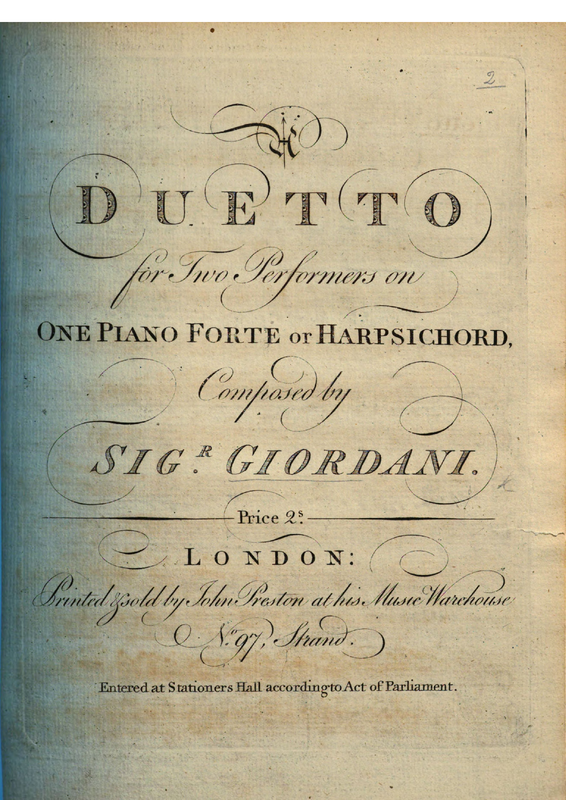 2
A
DUETTO
for Two Performers on
ONE PIANO FORTE or HARPSICHORD,
Composed by
SIG.R GIORDANI.
Price 2.s
LONDON:
Printed & sold by John Preston at his Music Warehouse
No. 97, Strand.
Entered at Stationers Hall according to Act of Parliament.